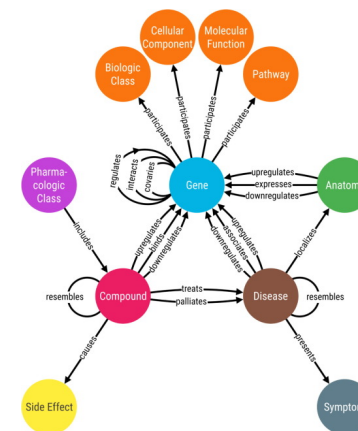 Cellular
Component
Molecular
Function
Biologic
Class
Pathway
participates
participates
participates
participates
regulates
interacts
covaries
Gene
upregulates
expresses
downregulates
Anatom
Pharma-
cologic
Class
includes
upregulates
binds
downregulates
upregulates
associates
downregulates
localizes
resembles
Compound
treats
palliates
Disease
resembles
causes
presents
Side Effect
Symptom